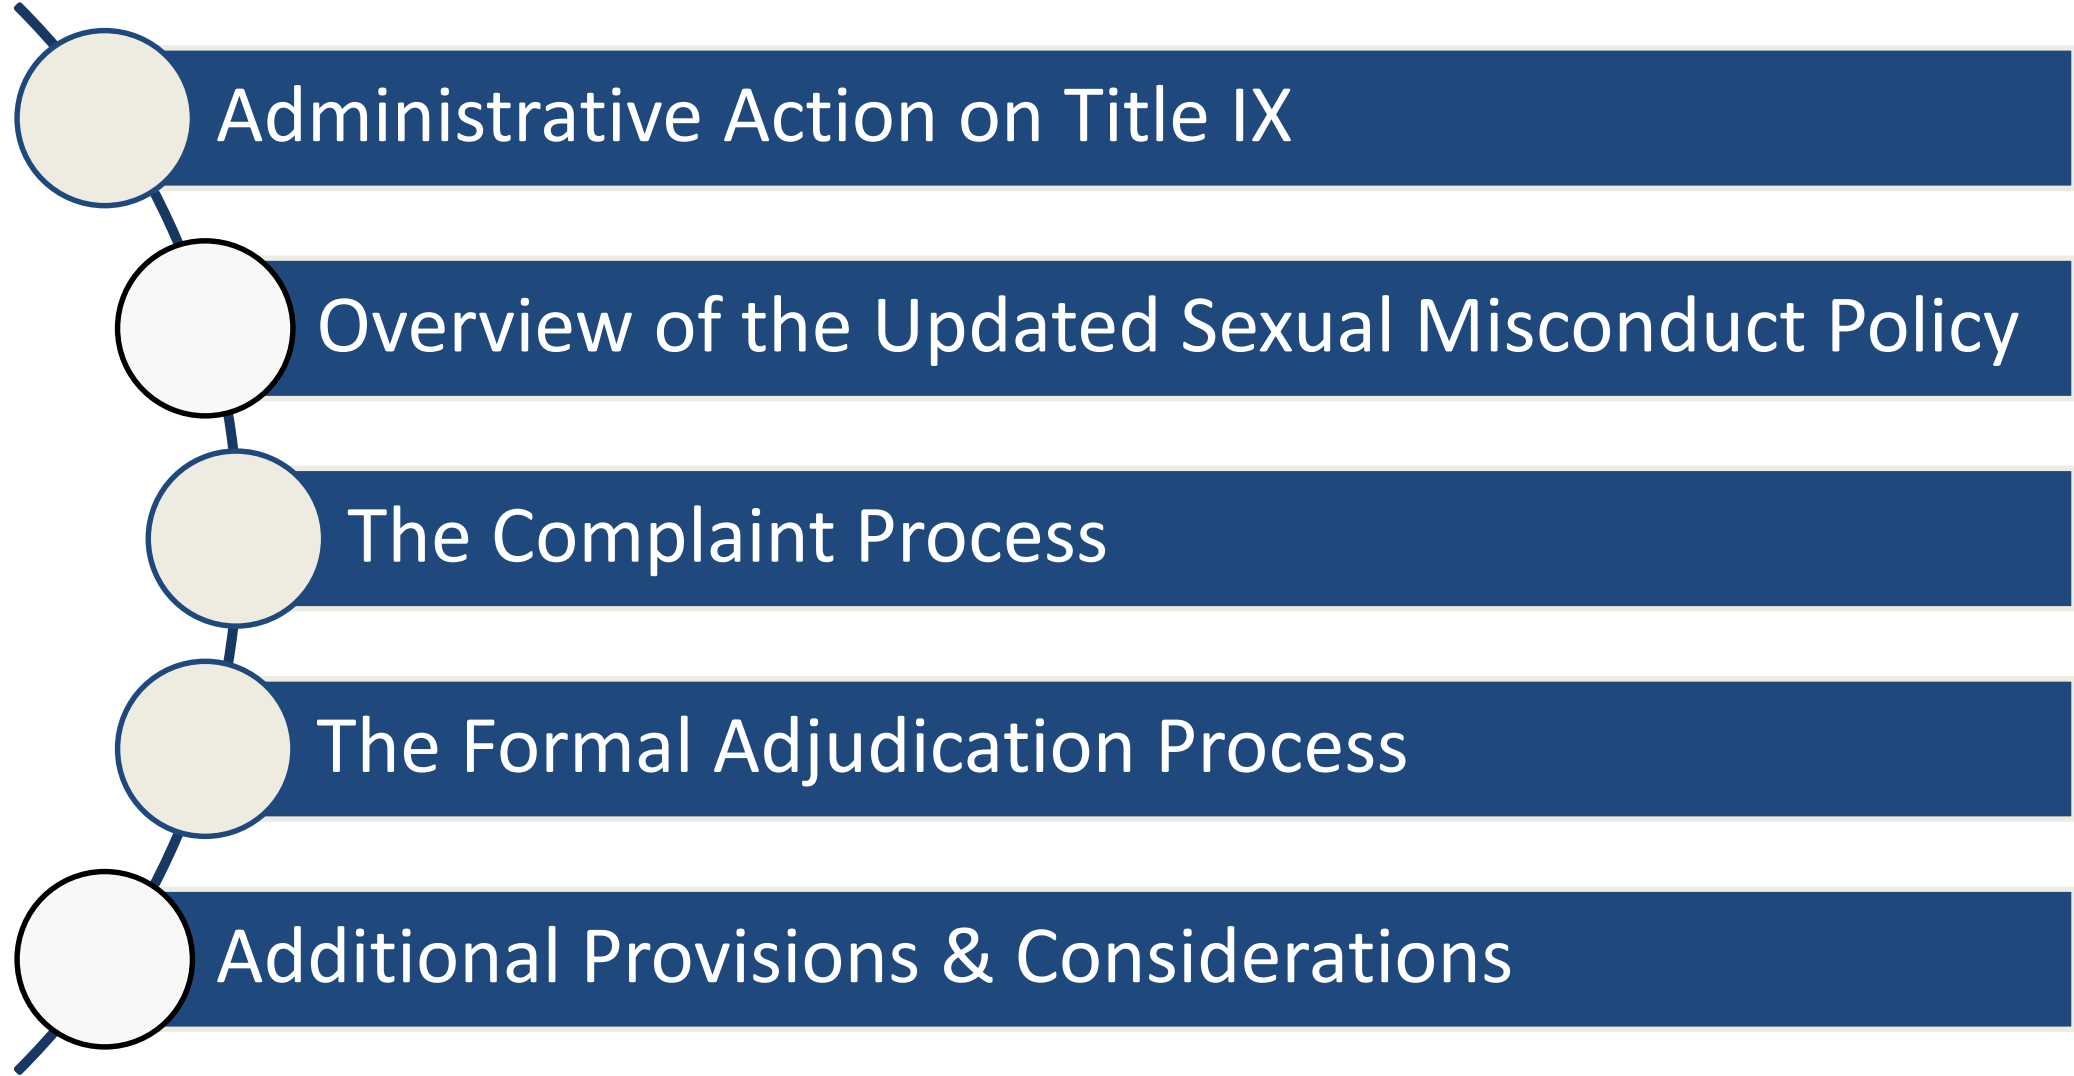 Administrative Action on Title IX
Overview of the Updated Sexual Misconduct Policy
The Complaint Process
The Formal Adjudication Process
Additional Provisions & Considerations